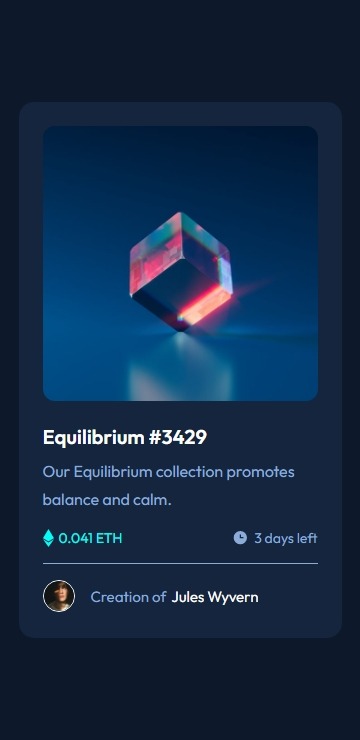 Equilibrium #3429
Our Equilibrium collection promotes
balance and calm.
0.041 ETH 3 days left
Creation of Jules Wyvern